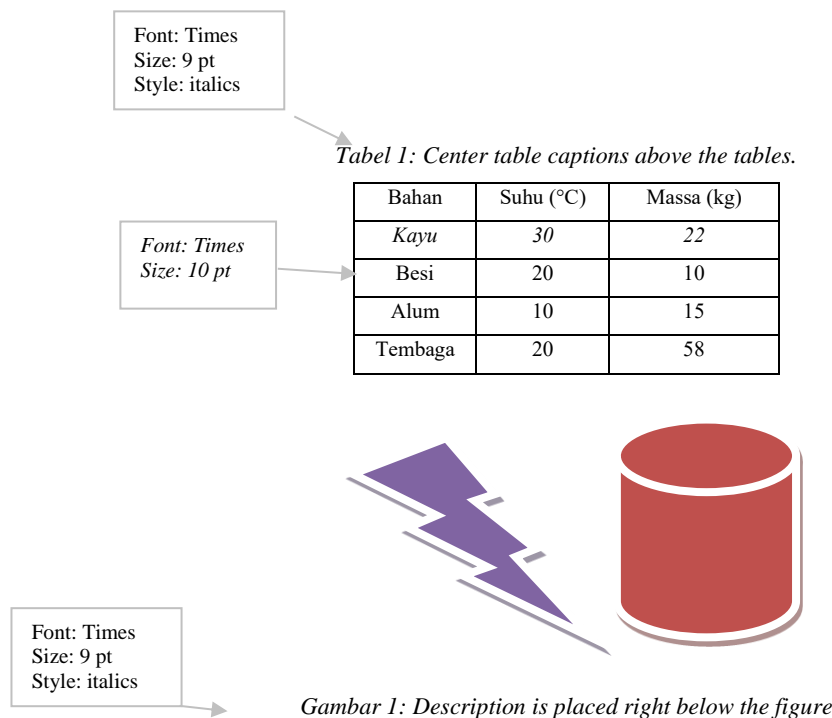 Font: Times
Size: 9 pt
Style: italics
Tabel 1: Center table captions above the tables.
Bahan Suhu (°C) Massa (kg)
Kayu 30 22
Font: Times
Size: 10 pt
Besi 20 10
Alum 10 15
Tembaga 20 58
Font: Times
Size: 9 pt
Style: italics
Gambar 1: Description is placed right below the figure